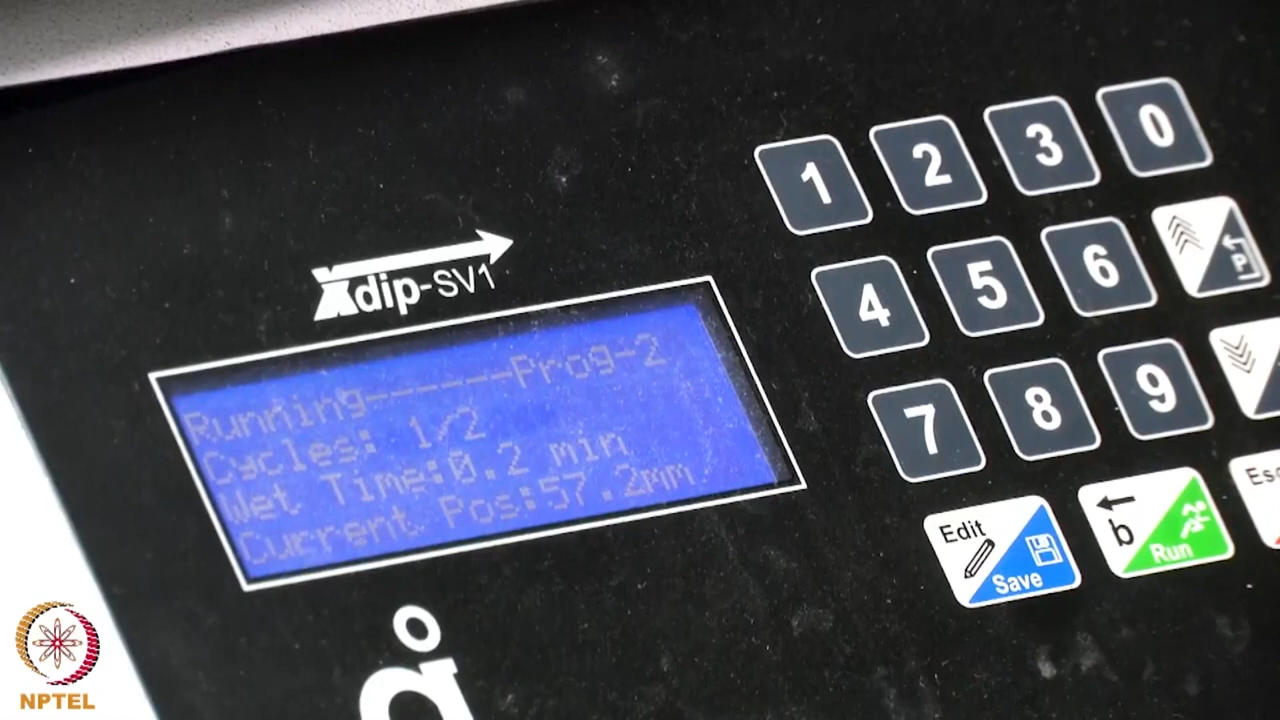 Xdip-SV1
Running------Prog-2
Cycles: 1/2
Wet Time:0.2 min
Current Pos:57.2mm
1 2 3 0
4 5 6 P
7 8 9
Edit Save
b Run
Esc
NPTEL